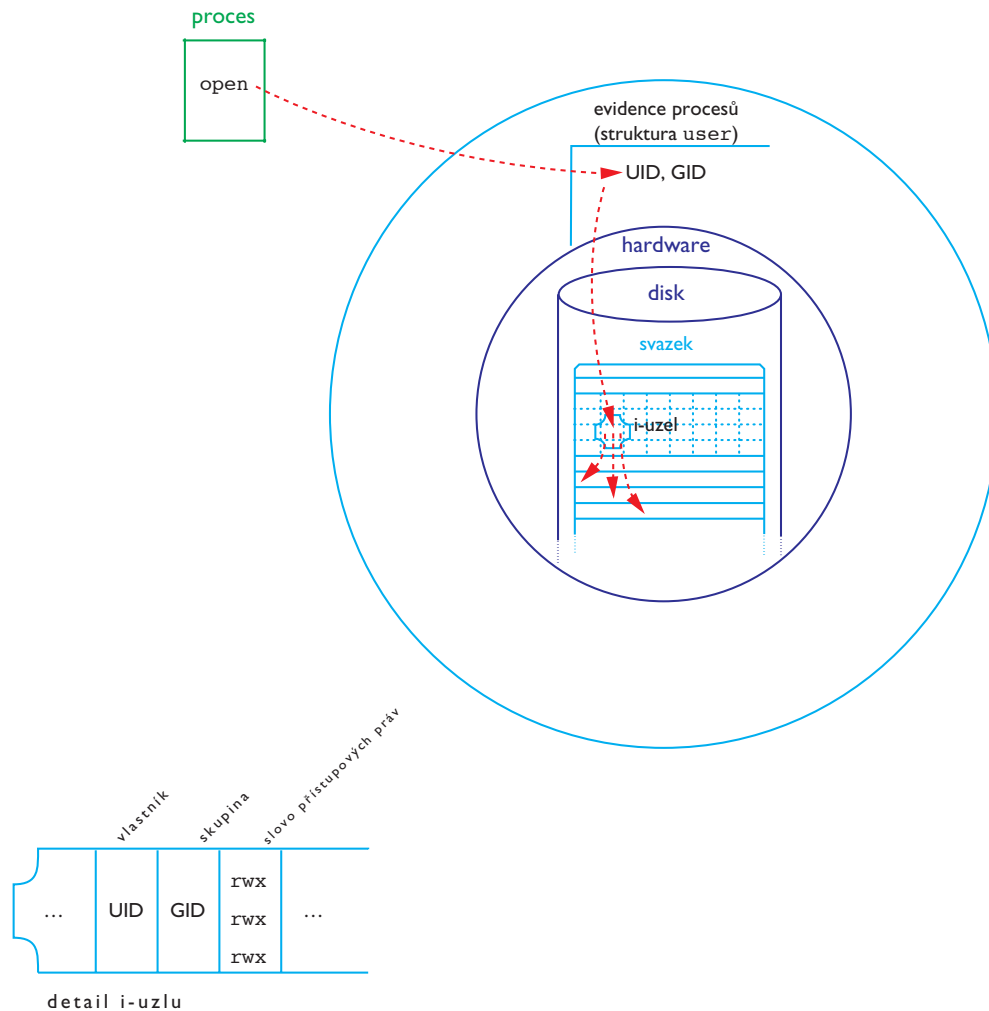 proces
open
evidence procesů
(struktura user)
UID, GID
hardware
disk
svazek
i-uzel
vlastník
skupina
slovo přístupových práv
... UID GID rwx ...
rwx
rwx
detail i-uzlu